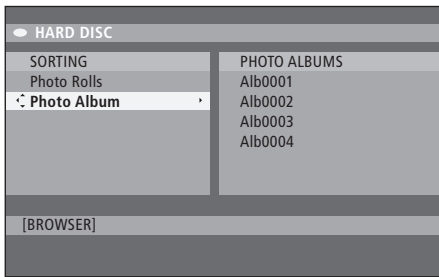 HARD DISC
SORTING
Photo Rolls
Photo Album
PHOTO ALBUMS
Alb0001
Alb0002
Alb0003
Alb0004
[BROWSER]